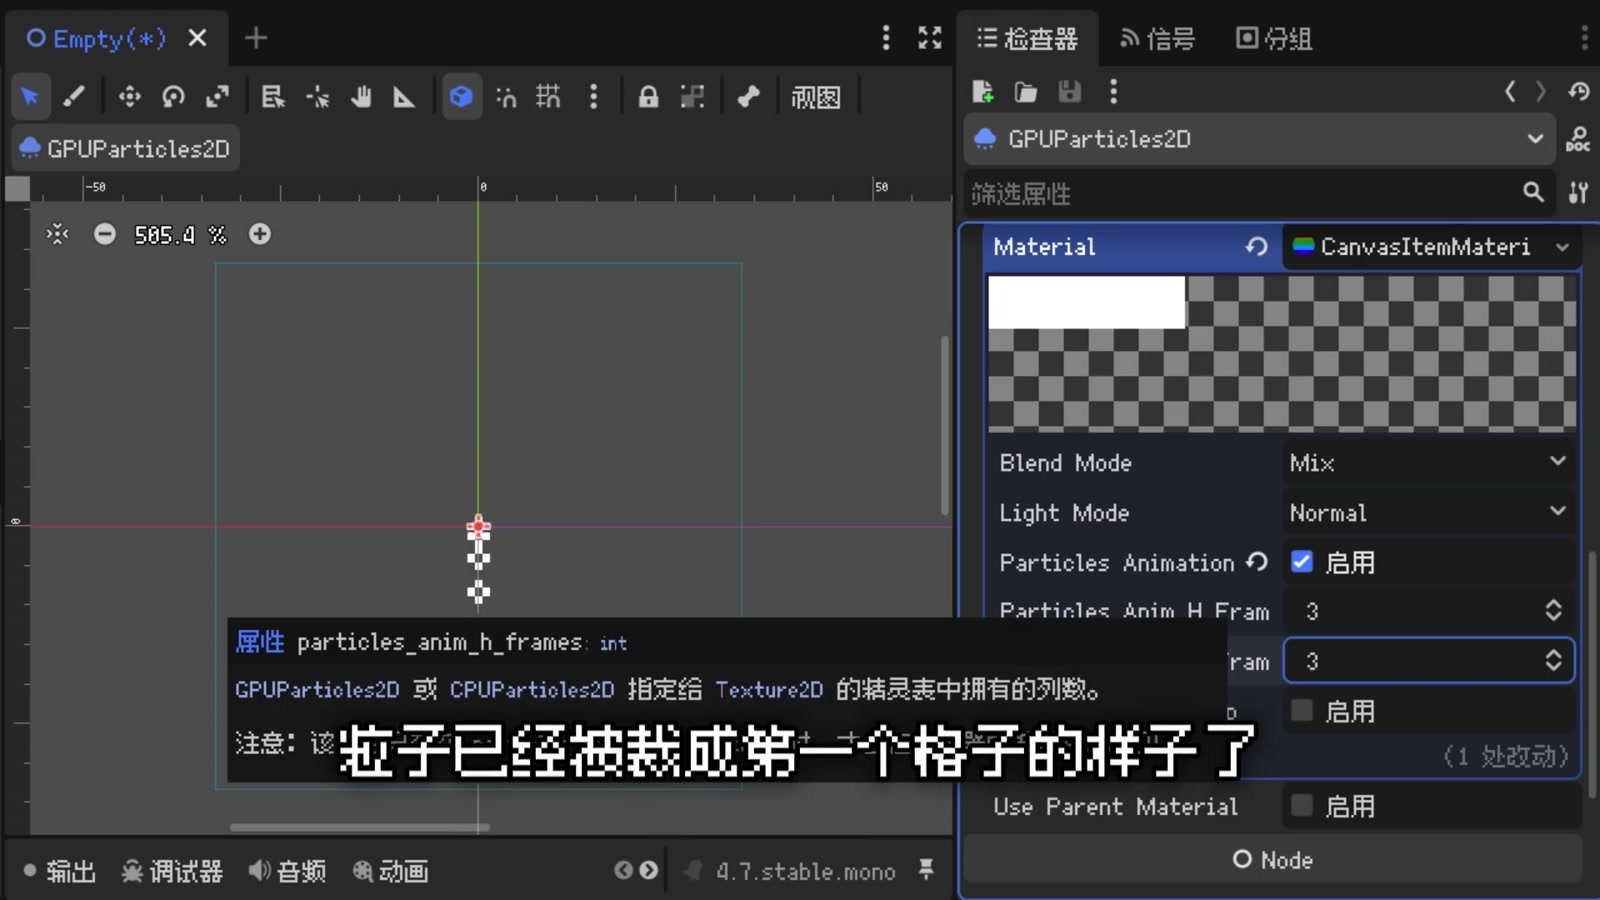 Empty(*)
检查器
信号
分组
视图
GPUParticles2D
GPUParticles2D
DOC
筛选属性
-50
0
50
505.4 %
0
Material
CanvasItemMateri
Blend Mode
Mix
Light Mode
Normal
Particles Animation
启用
Particles Anim H Fram
3
属性 particles_anim_h_frames: int
ram
3
GPUParticles2D 或 CPUParticles2D 指定给 Texture2D 的精灵表中拥有的列数。
启用
注意：该
粒子已经被裁成第一个格子的样子了
(1 处改动)
Use Parent Material
启用
Node
输出
调试器
音频
动画
4.7.stable.mono